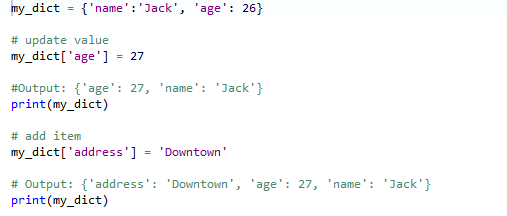 my_dict = {'name':'Jack', 'age': 26}
# update value
my_dict['age'] = 27
#Output: {'age': 27, 'name': 'Jack'}
print(my_dict)
# add item
my_dict['address'] = 'Downtown'
# Output: {'address': 'Downtown', 'age': 27, 'name': 'Jack'}
print(my_dict)